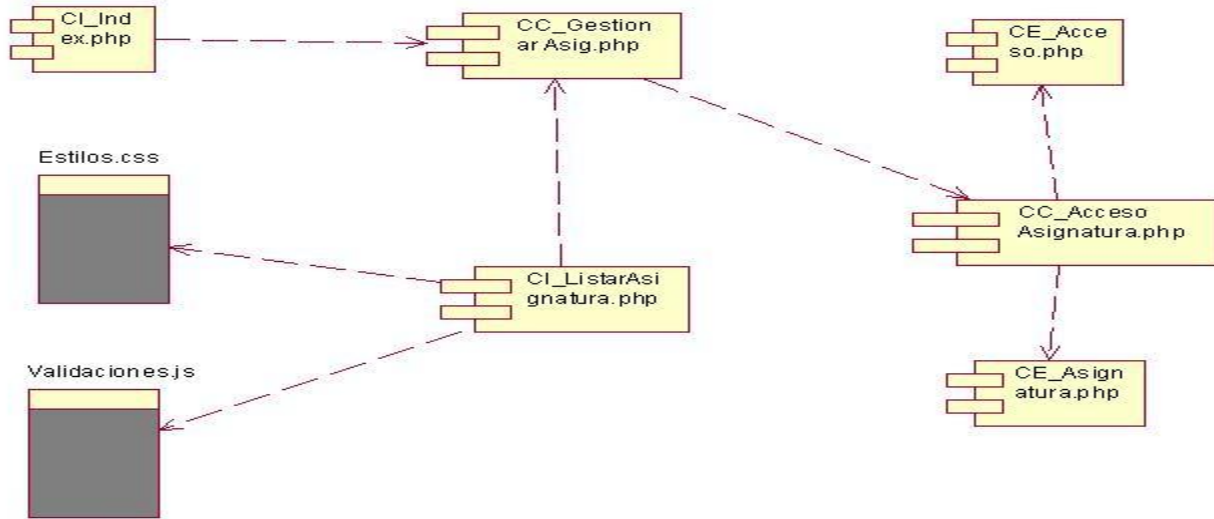 CI_Ind
ex.php
CC_Gestion
arAsig.php
CE_Acce
so.php
Estilos.css
CC_Acceso
Asignatura.php
CI_ListarAsi
gnatura.php
Validaciones.js
CE_Asign
atura.php